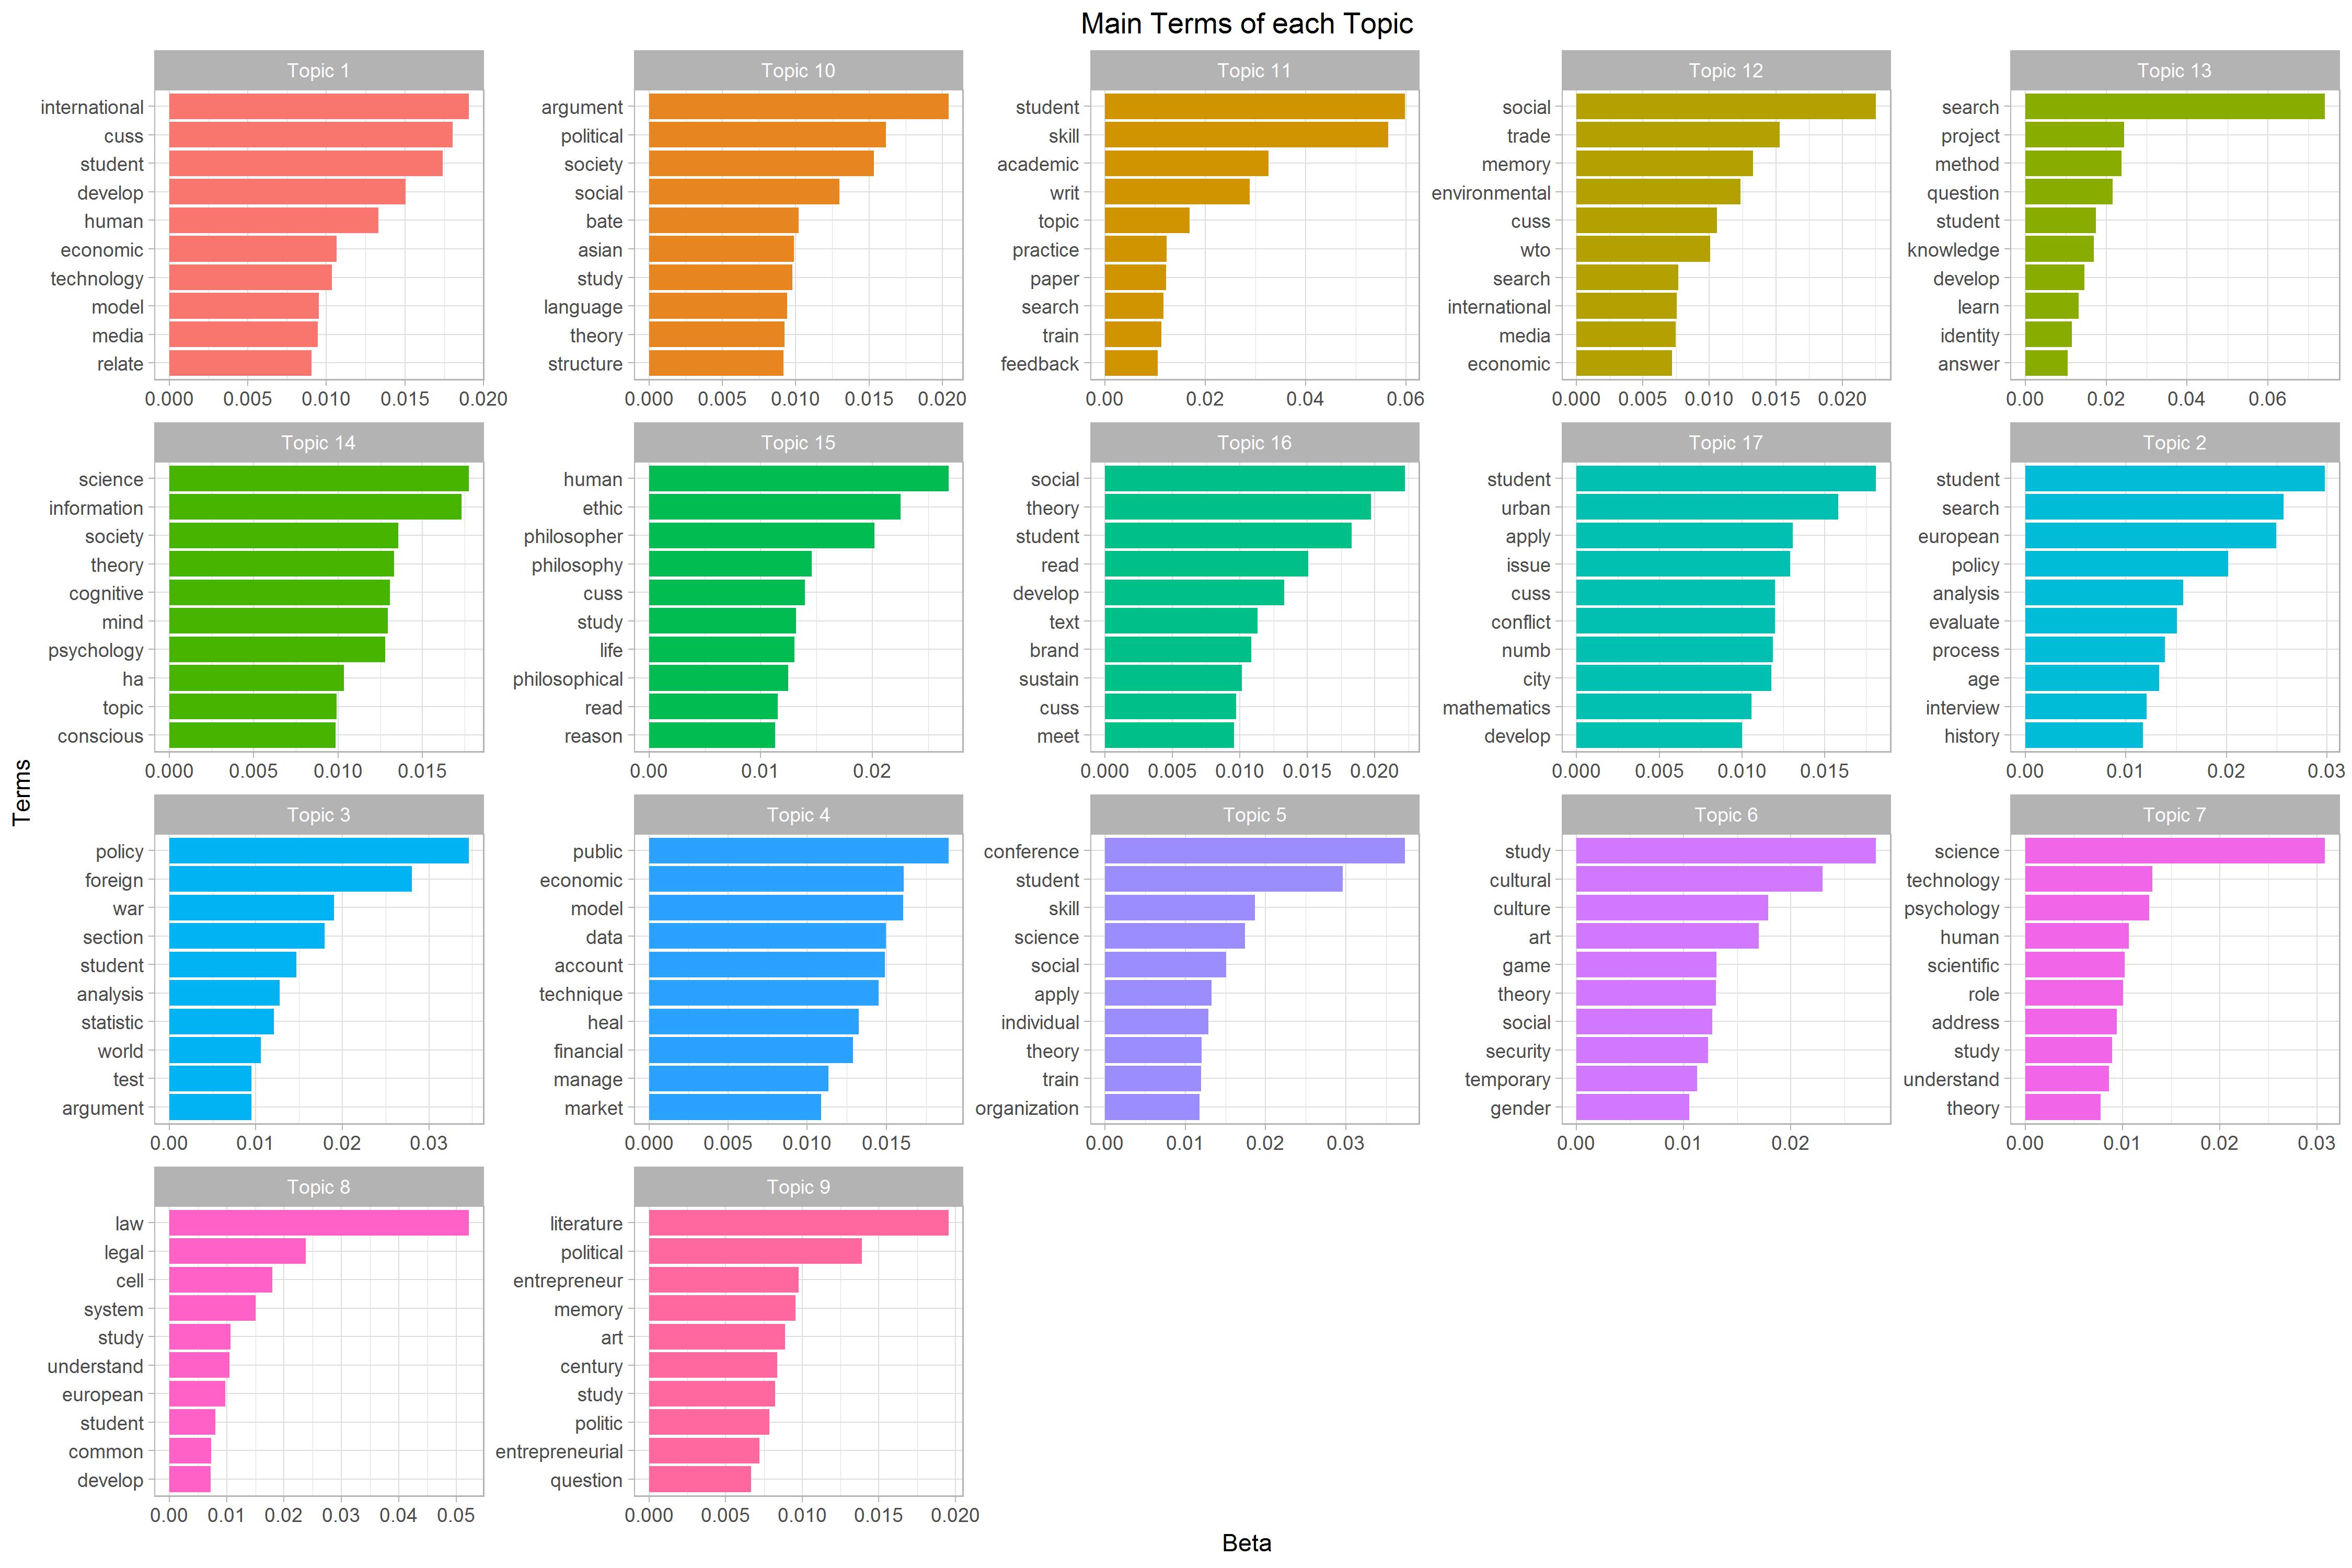 Main Terms of each Topic
Topic 1
international
cuss
student
develop
human
economic
technology
model
media
relate
0.000 0.005 0.010 0.015 0.020
Topic 10
argument
political
society
social
bate
asian
study
language
theory
structure
0.000 0.005 0.010 0.015 0.020
Topic 11
student
skill
academic
writ
topic
practice
paper
search
train
feedback
0.00 0.02 0.04 0.06
Topic 12
social
trade
memory
environmental
cuss
wto
search
international
media
economic
0.000 0.005 0.010 0.015 0.020
Topic 13
search
project
method
question
student
knowledge
develop
learn
identity
answer
0.00 0.02 0.04 0.06
Topic 14
science
information
society
theory
cognitive
mind
psychology
ha
topic
conscious
0.000 0.005 0.010 0.015
Topic 15
human
ethic
philosopher
philosophy
cuss
study
life
philosophical
read
reason
0.00 0.01 0.02
Topic 16
social
theory
student
read
develop
text
brand
sustain
cuss
meet
0.000 0.005 0.010 0.015 0.020
Topic 17
student
urban
apply
issue
cuss
conflict
numb
city
mathematics
develop
0.000 0.005 0.010 0.015
Topic 2
student
search
european
policy
analysis
evaluate
process
age
interview
history
0.00 0.01 0.02 0.03
Topic 3
policy
foreign
war
section
student
analysis
statistic
world
test
argument
0.00 0.01 0.02 0.03
Topic 4
public
economic
model
data
account
technique
heal
financial
manage
market
0.000 0.005 0.010 0.015
Topic 5
conference
student
skill
science
social
apply
individual
theory
train
organization
0.00 0.01 0.02 0.03
Topic 6
study
cultural
culture
art
game
theory
social
security
temporary
gender
0.00 0.01 0.02
Topic 7
science
technology
psychology
human
scientific
role
address
study
understand
theory
0.00 0.01 0.02 0.03
Topic 8
law
legal
cell
system
study
understand
european
student
common
develop
0.00 0.01 0.02 0.03 0.04 0.05
Topic 9
literature
political
entrepreneur
memory
art
century
study
politic
entrepreneurial
question
0.000 0.005 0.010 0.015 0.020
Terms
Beta